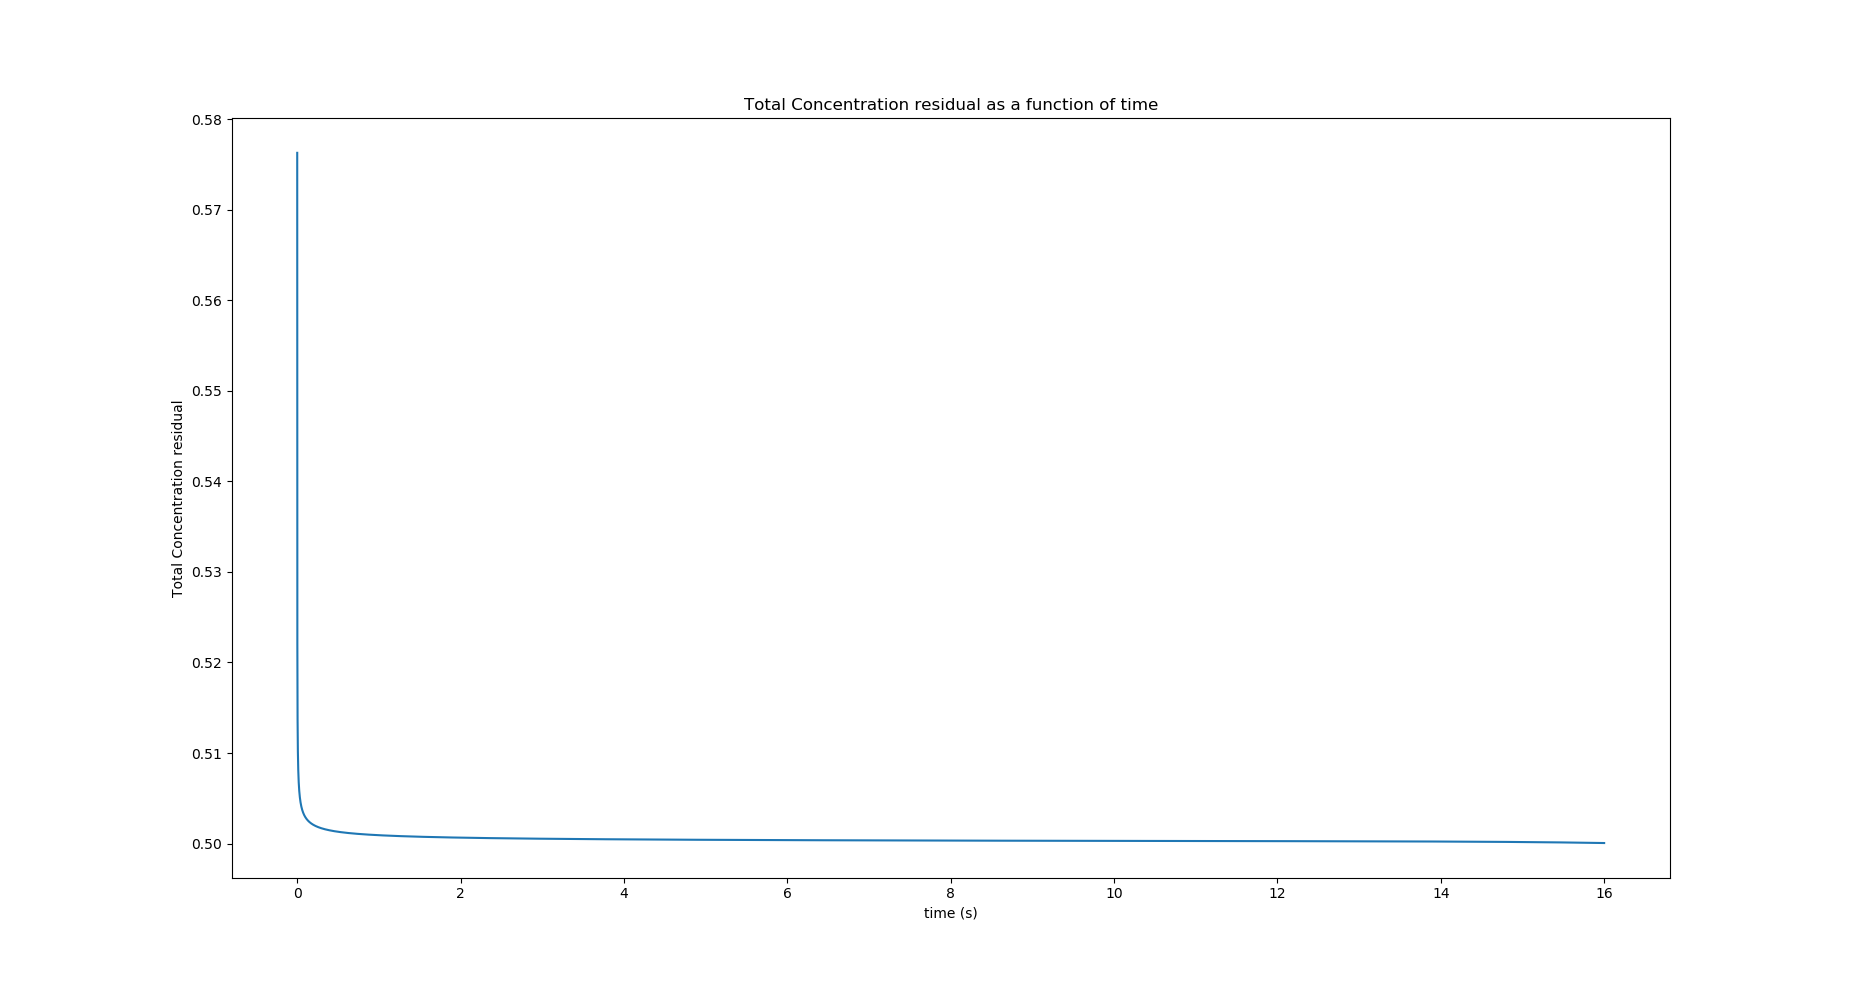 Total Concentration residual as a function of time
0.58
0.57
0.56
0.55
0.54
0.53
0.52
0.51
0.50
Total Concentration residual
0 2 4 6 8 10 12 14 16
time (s)